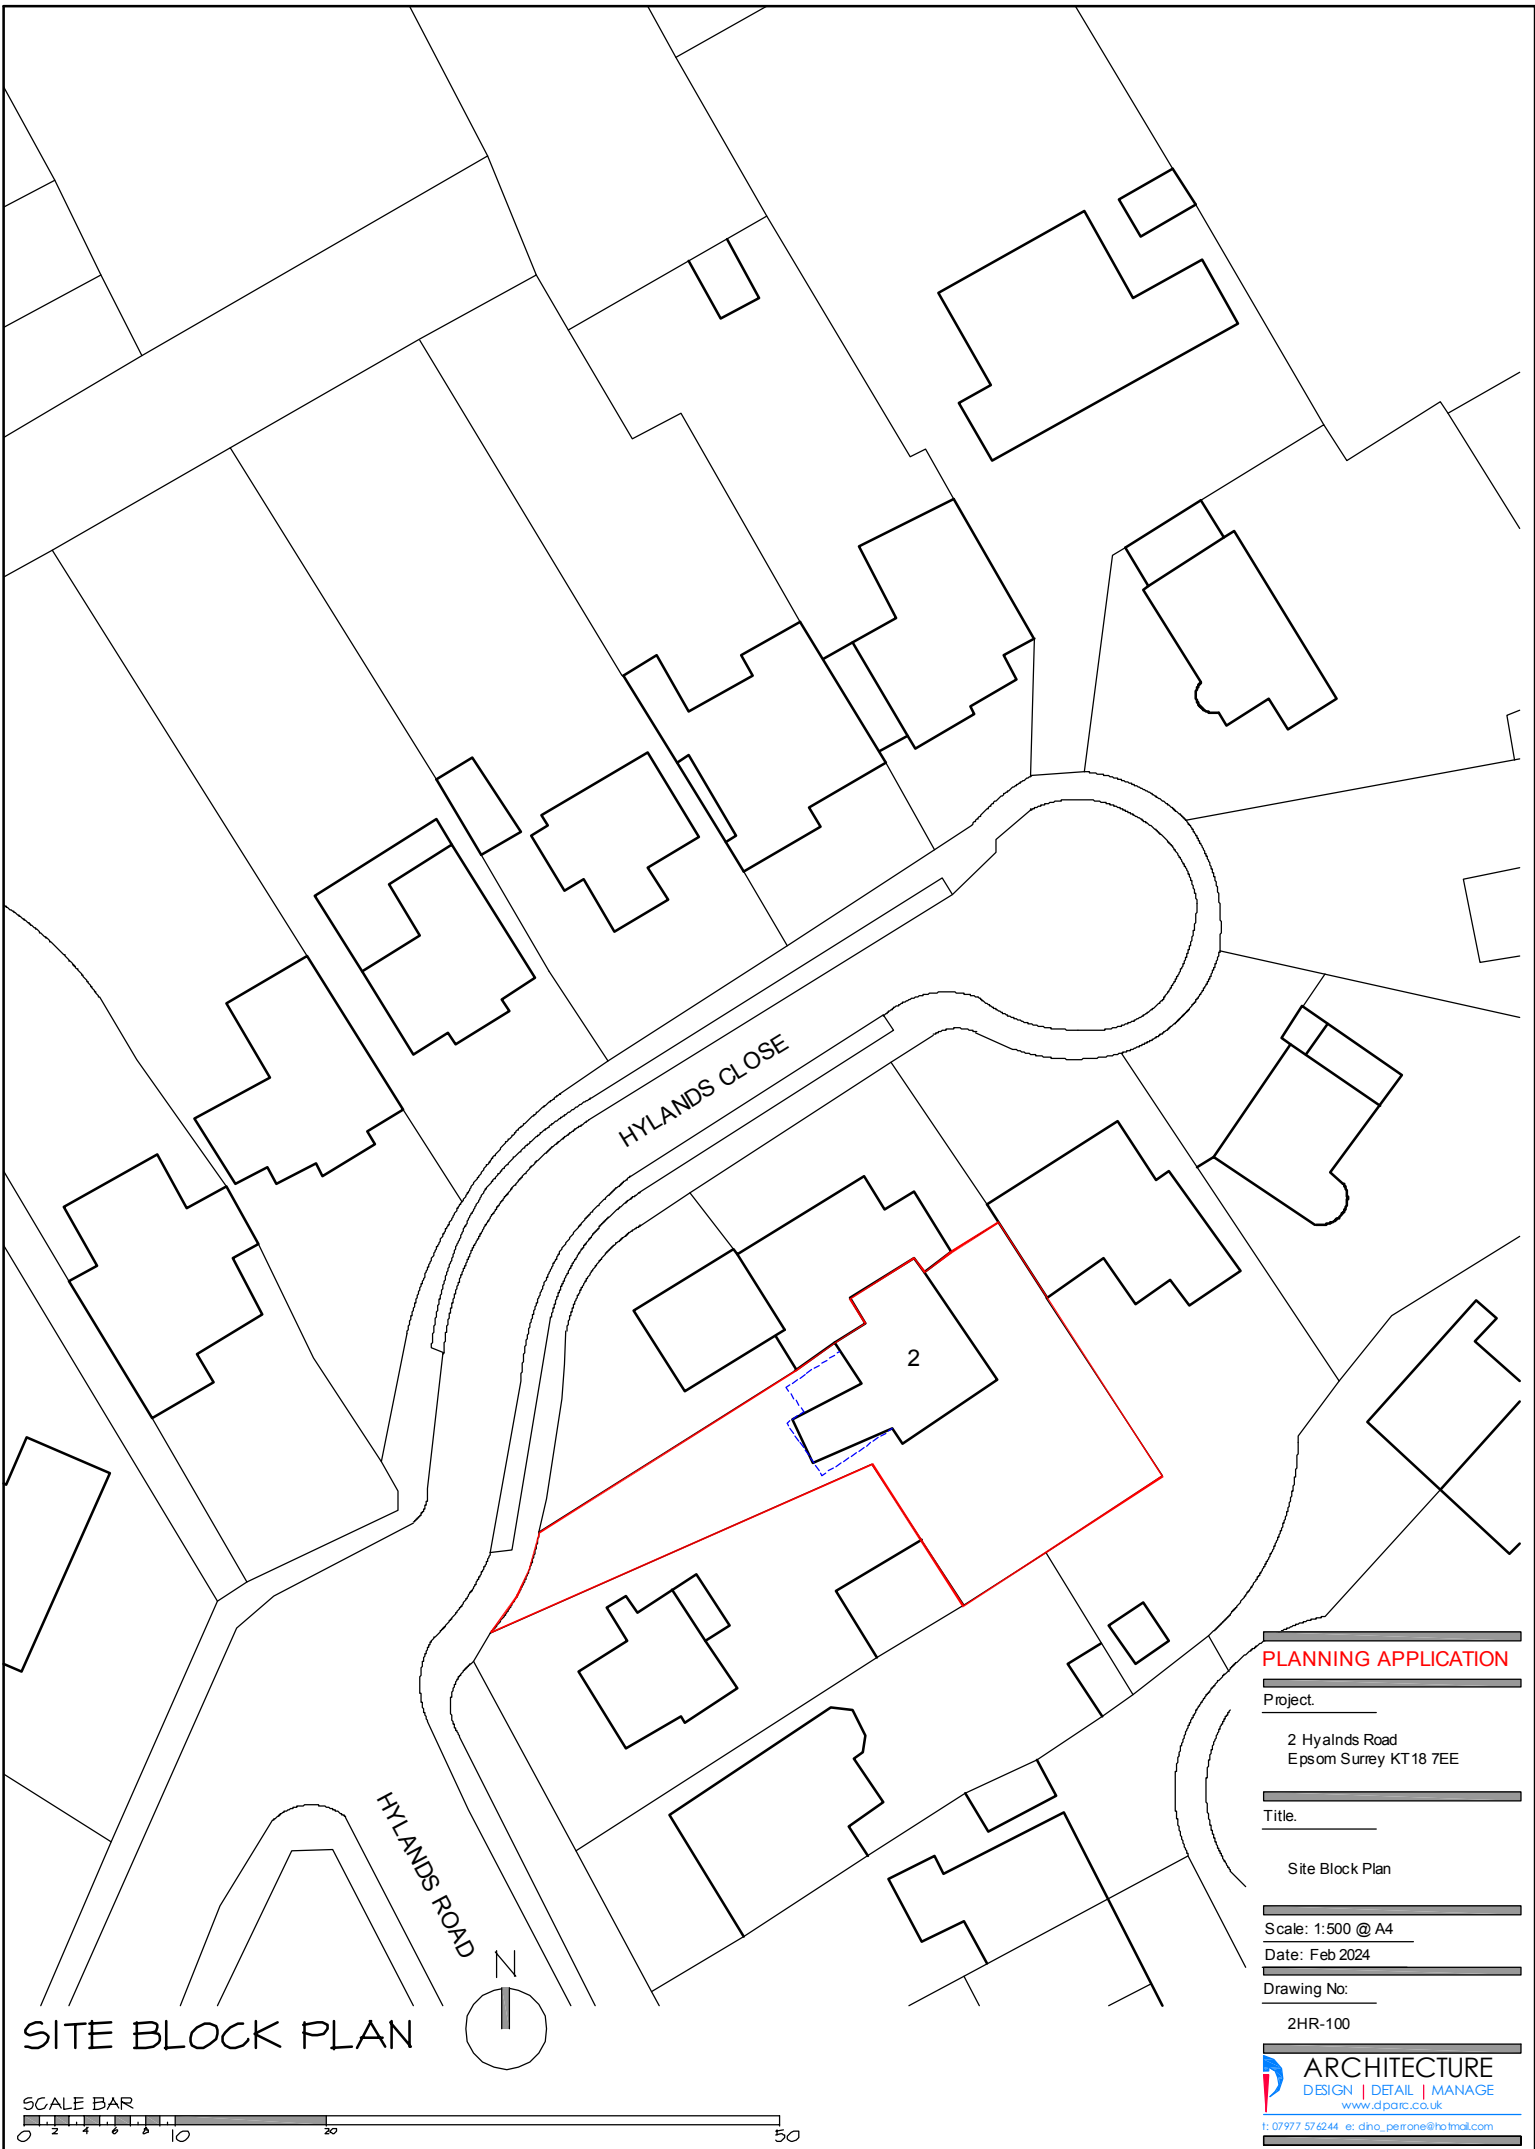 HYLANDS CLOSE
2
HYLANDS ROAD
N
SITE BLOCK PLAN
SCALE BAR
0 2 4 6 8 10 20 50
PLANNING APPLICATION
Project.
2 Hyalnds Road
Epsom Surrey KT18 7EE
Title.
Site Block Plan
Scale: 1:500 @ A4
Date: Feb 2024
Drawing No:
2HR-100
ARCHITECTURE
DESIGN | DETAIL | MANAGE
www.dparc.co.uk
t: 07977 576244 e: dino_perrone@hotmail.com